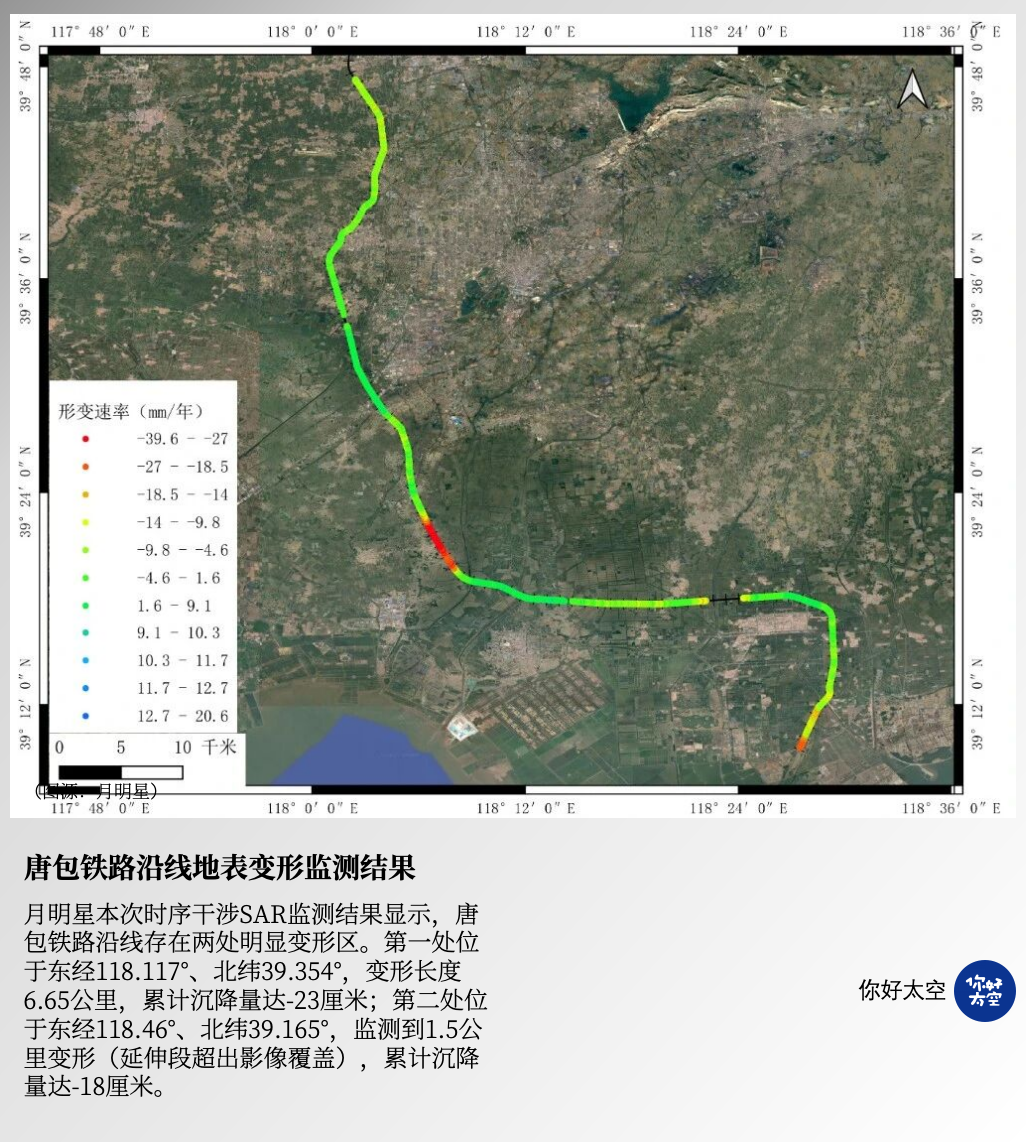 117° 48′ 0″ E 118° 0′ 0″ E 118° 12′ 0″ E 118° 24′ 0″ E 118° 36′ 0″ E
39° 48′ 0″ N
39° 48′ 0″ N
39° 36′ 0″ N
39° 36′ 0″ N
39° 24′ 0″ N
39° 24′ 0″ N
39° 12′ 0″ N
39° 12′ 0″ N
形变速率（mm/年）
-39.6 - -27
-27 - -18.5
-18.5 - -14
-14 - -9.8
-9.8 - -4.6
-4.6 - 1.6
1.6 - 9.1
9.1 - 10.3
10.3 - 11.7
11.7 - 12.7
12.7 - 20.6
0 5 10 千米
（图源：月明星）
117° 48′ 0″ E 118° 0′ 0″ E 118° 12′ 0″ E 118° 24′ 0″ E 118° 36′ 0″ E
唐包铁路沿线地表变形监测结果
月明星本次时序干涉SAR监测结果显示，唐
包铁路沿线存在两处明显变形区。第一处位
于东经118.117°、北纬39.354°，变形长度
6.65公里，累计沉降量达-23厘米；第二处位
于东经118.46°、北纬39.165°，监测到1.5公
里变形（延伸段超出影像覆盖），累计沉降
量达-18厘米。
你好太空
你好
太空